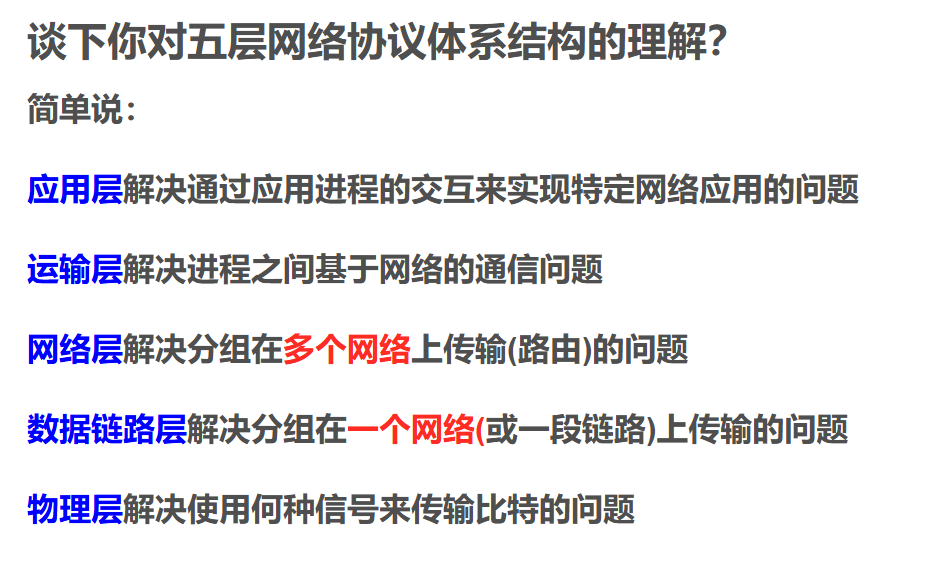 谈下你对五层网络协议体系结构的理解？
简单说：
应用层解决通过应用进程的交互来实现特定网络应用的问题
运输层解决进程之间基于网络的通信问题
网络层解决分组在多个网络上传输(路由)的问题
数据链路层解决分组在一个网络(或一段链路)上传输的问题
物理层解决使用何种信号来传输比特的问题